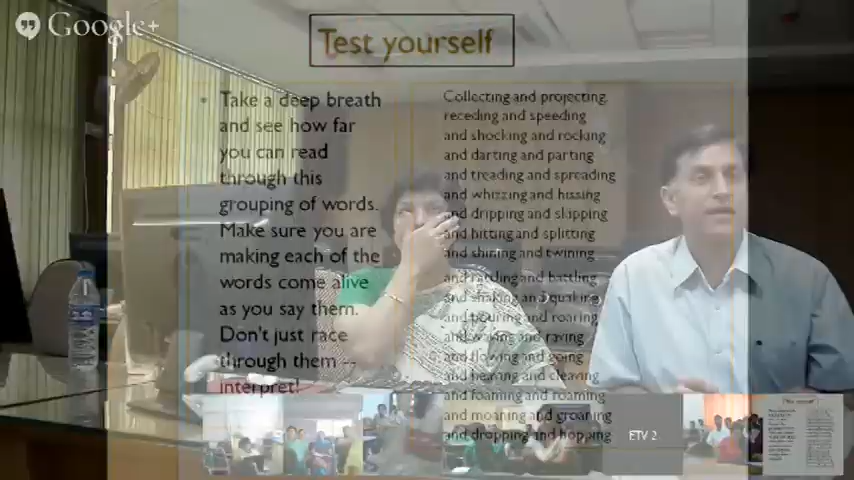 Google+
Test yourself
Take a deep breath
and see how far
you can read
through this
grouping of words.
Make sure you are
making each of the
words come alive
as you say them.
Don't just race
through them --
interpret!
Collecting and projecting,
receding and speeding
and shocking and rocking
and darting and parting
and treading and spreading
and whizzing and hissing
and dripping and skipping
and hitting and splitting
and shining and twining
and rattling and battling
and shaking and quaking
and pouring and roaring
and waving and raving
and flowing and going
and heaving and cleaving
and foaming and roaming
and moaning and groaning
and dropping and hopping
ETV 2